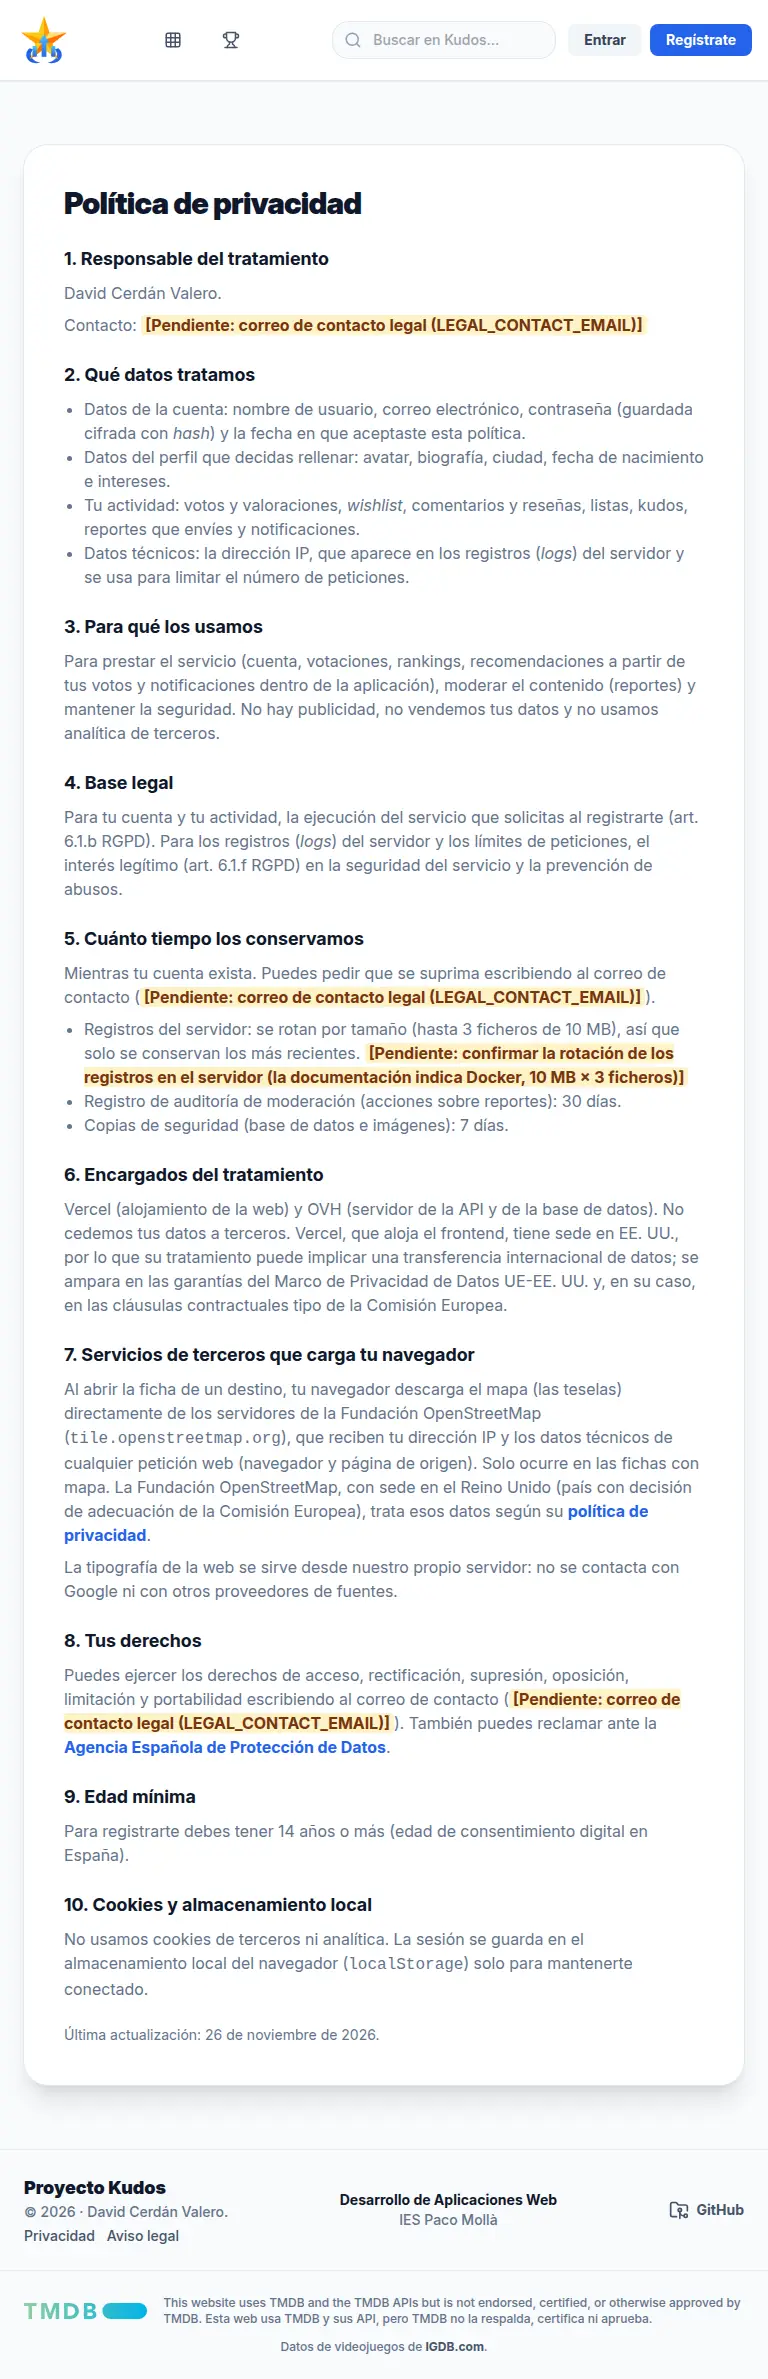 Buscar en Kudos...
Entrar
Regístrate
Política de privacidad
1. Responsable del tratamiento
David Cerdán Valero.
Contacto: [Pendiente: correo de contacto legal (LEGAL_CONTACT_EMAIL)]
2. Qué datos tratamos
• Datos de la cuenta: nombre de usuario, correo electrónico, contraseña (guardada
cifrada con hash) y la fecha en que aceptaste esta política.
• Datos del perfil que decidas rellenar: avatar, biografía, ciudad, fecha de nacimiento
e intereses.
• Tu actividad: votos y valoraciones, wishlist, comentarios y reseñas, listas, kudos,
reportes que envíes y notificaciones.
• Datos técnicos: la dirección IP, que aparece en los registros (logs) del servidor y
se usa para limitar el número de peticiones.
3. Para qué los usamos
Para prestar el servicio (cuenta, votaciones, rankings, recomendaciones a partir de
tus votos y notificaciones dentro de la aplicación), moderar el contenido (reportes) y
mantener la seguridad. No hay publicidad, no vendemos tus datos y no usamos
analítica de terceros.
4. Base legal
Para tu cuenta y tu actividad, la ejecución del servicio que solicitas al registrarte (art.
6.1.b RGPD). Para los registros (logs) del servidor y los límites de peticiones, el
interés legítimo (art. 6.1.f RGPD) en la seguridad del servicio y la prevención de
abusos.
5. Cuánto tiempo los conservamos
Mientras tu cuenta exista. Puedes pedir que se suprima escribiendo al correo de
contacto ( [Pendiente: correo de contacto legal (LEGAL_CONTACT_EMAIL)] ).
• Registros del servidor: se rotan por tamaño (hasta 3 ficheros de 10 MB), así que
solo se conservan los más recientes. [Pendiente: confirmar la rotación de los
registros en el servidor (la documentación indica Docker, 10 MB × 3 ficheros)]
• Registro de auditoría de moderación (acciones sobre reportes): 30 días.
• Copias de seguridad (base de datos e imágenes): 7 días.
6. Encargados del tratamiento
Vercel (alojamiento de la web) y OVH (servidor de la API y de la base de datos). No
cedemos tus datos a terceros. Vercel, que aloja el frontend, tiene sede en EE. UU.,
por lo que su tratamiento puede implicar una transferencia internacional de datos; se
ampara en las garantías del Marco de Privacidad de Datos UE-EE. UU. y, en su caso,
en las cláusulas contractuales tipo de la Comisión Europea.
7. Servicios de terceros que carga tu navegador
Al abrir la ficha de un destino, tu navegador descarga el mapa (las teselas)
directamente de los servidores de la Fundación OpenStreetMap
(tile.openstreetmap.org), que reciben tu dirección IP y los datos técnicos de
cualquier petición web (navegador y página de origen). Solo ocurre en las fichas con
mapa. La Fundación OpenStreetMap, con sede en el Reino Unido (país con decisión
de adecuación de la Comisión Europea), trata esos datos según su política de
privacidad.
La tipografía de la web se sirve desde nuestro propio servidor: no se contacta con
Google ni con otros proveedores de fuentes.
8. Tus derechos
Puedes ejercer los derechos de acceso, rectificación, supresión, oposición,
limitación y portabilidad escribiendo al correo de contacto ( [Pendiente: correo de
contacto legal (LEGAL_CONTACT_EMAIL)] ). También puedes reclamar ante la
Agencia Española de Protección de Datos.
9. Edad mínima
Para registrarte debes tener 14 años o más (edad de consentimiento digital en
España).
10. Cookies y almacenamiento local
No usamos cookies de terceros ni analítica. La sesión se guarda en el
almacenamiento local del navegador (localStorage) solo para mantenerte
conectado.
Última actualización: 26 de noviembre de 2026.
Proyecto Kudos
© 2026 · David Cerdán Valero.
Privacidad Aviso legal
Desarrollo de Aplicaciones Web
IES Paco Mollà
GitHub
TMDB
This website uses TMDB and the TMDB APIs but is not endorsed, certified, or otherwise approved by
TMDB. Esta web usa TMDB y sus API, pero TMDB no la respalda, certifica ni aprueba.
Datos de videojuegos de IGDB.com.